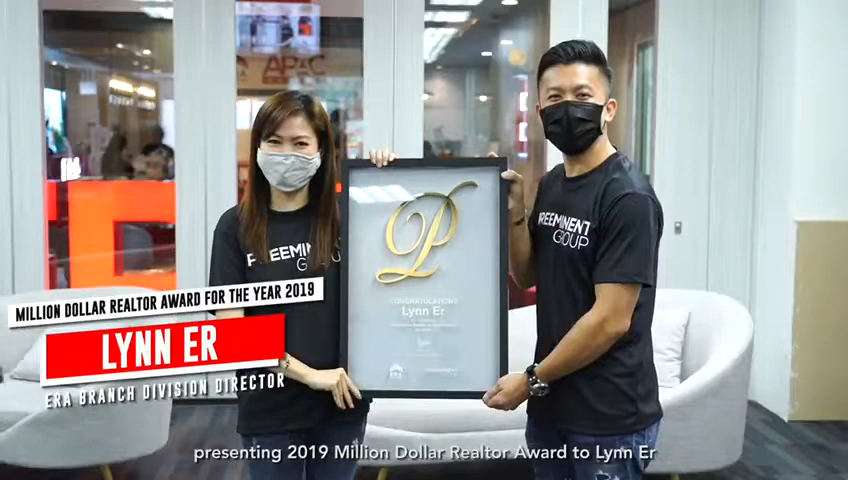 APAC
PREEMINENT
GROUP
PREEMINENT
GROUP
P
CONGRATULATIONS
Lynn Er
ERA
MILLION DOLLAR REALTOR AWARD FOR THE YEAR 2019
LYNN ER
ERA BRANCH DIVISION DIRECTOR
presenting 2019 Million Dollar Realtor Award to Lynn Er